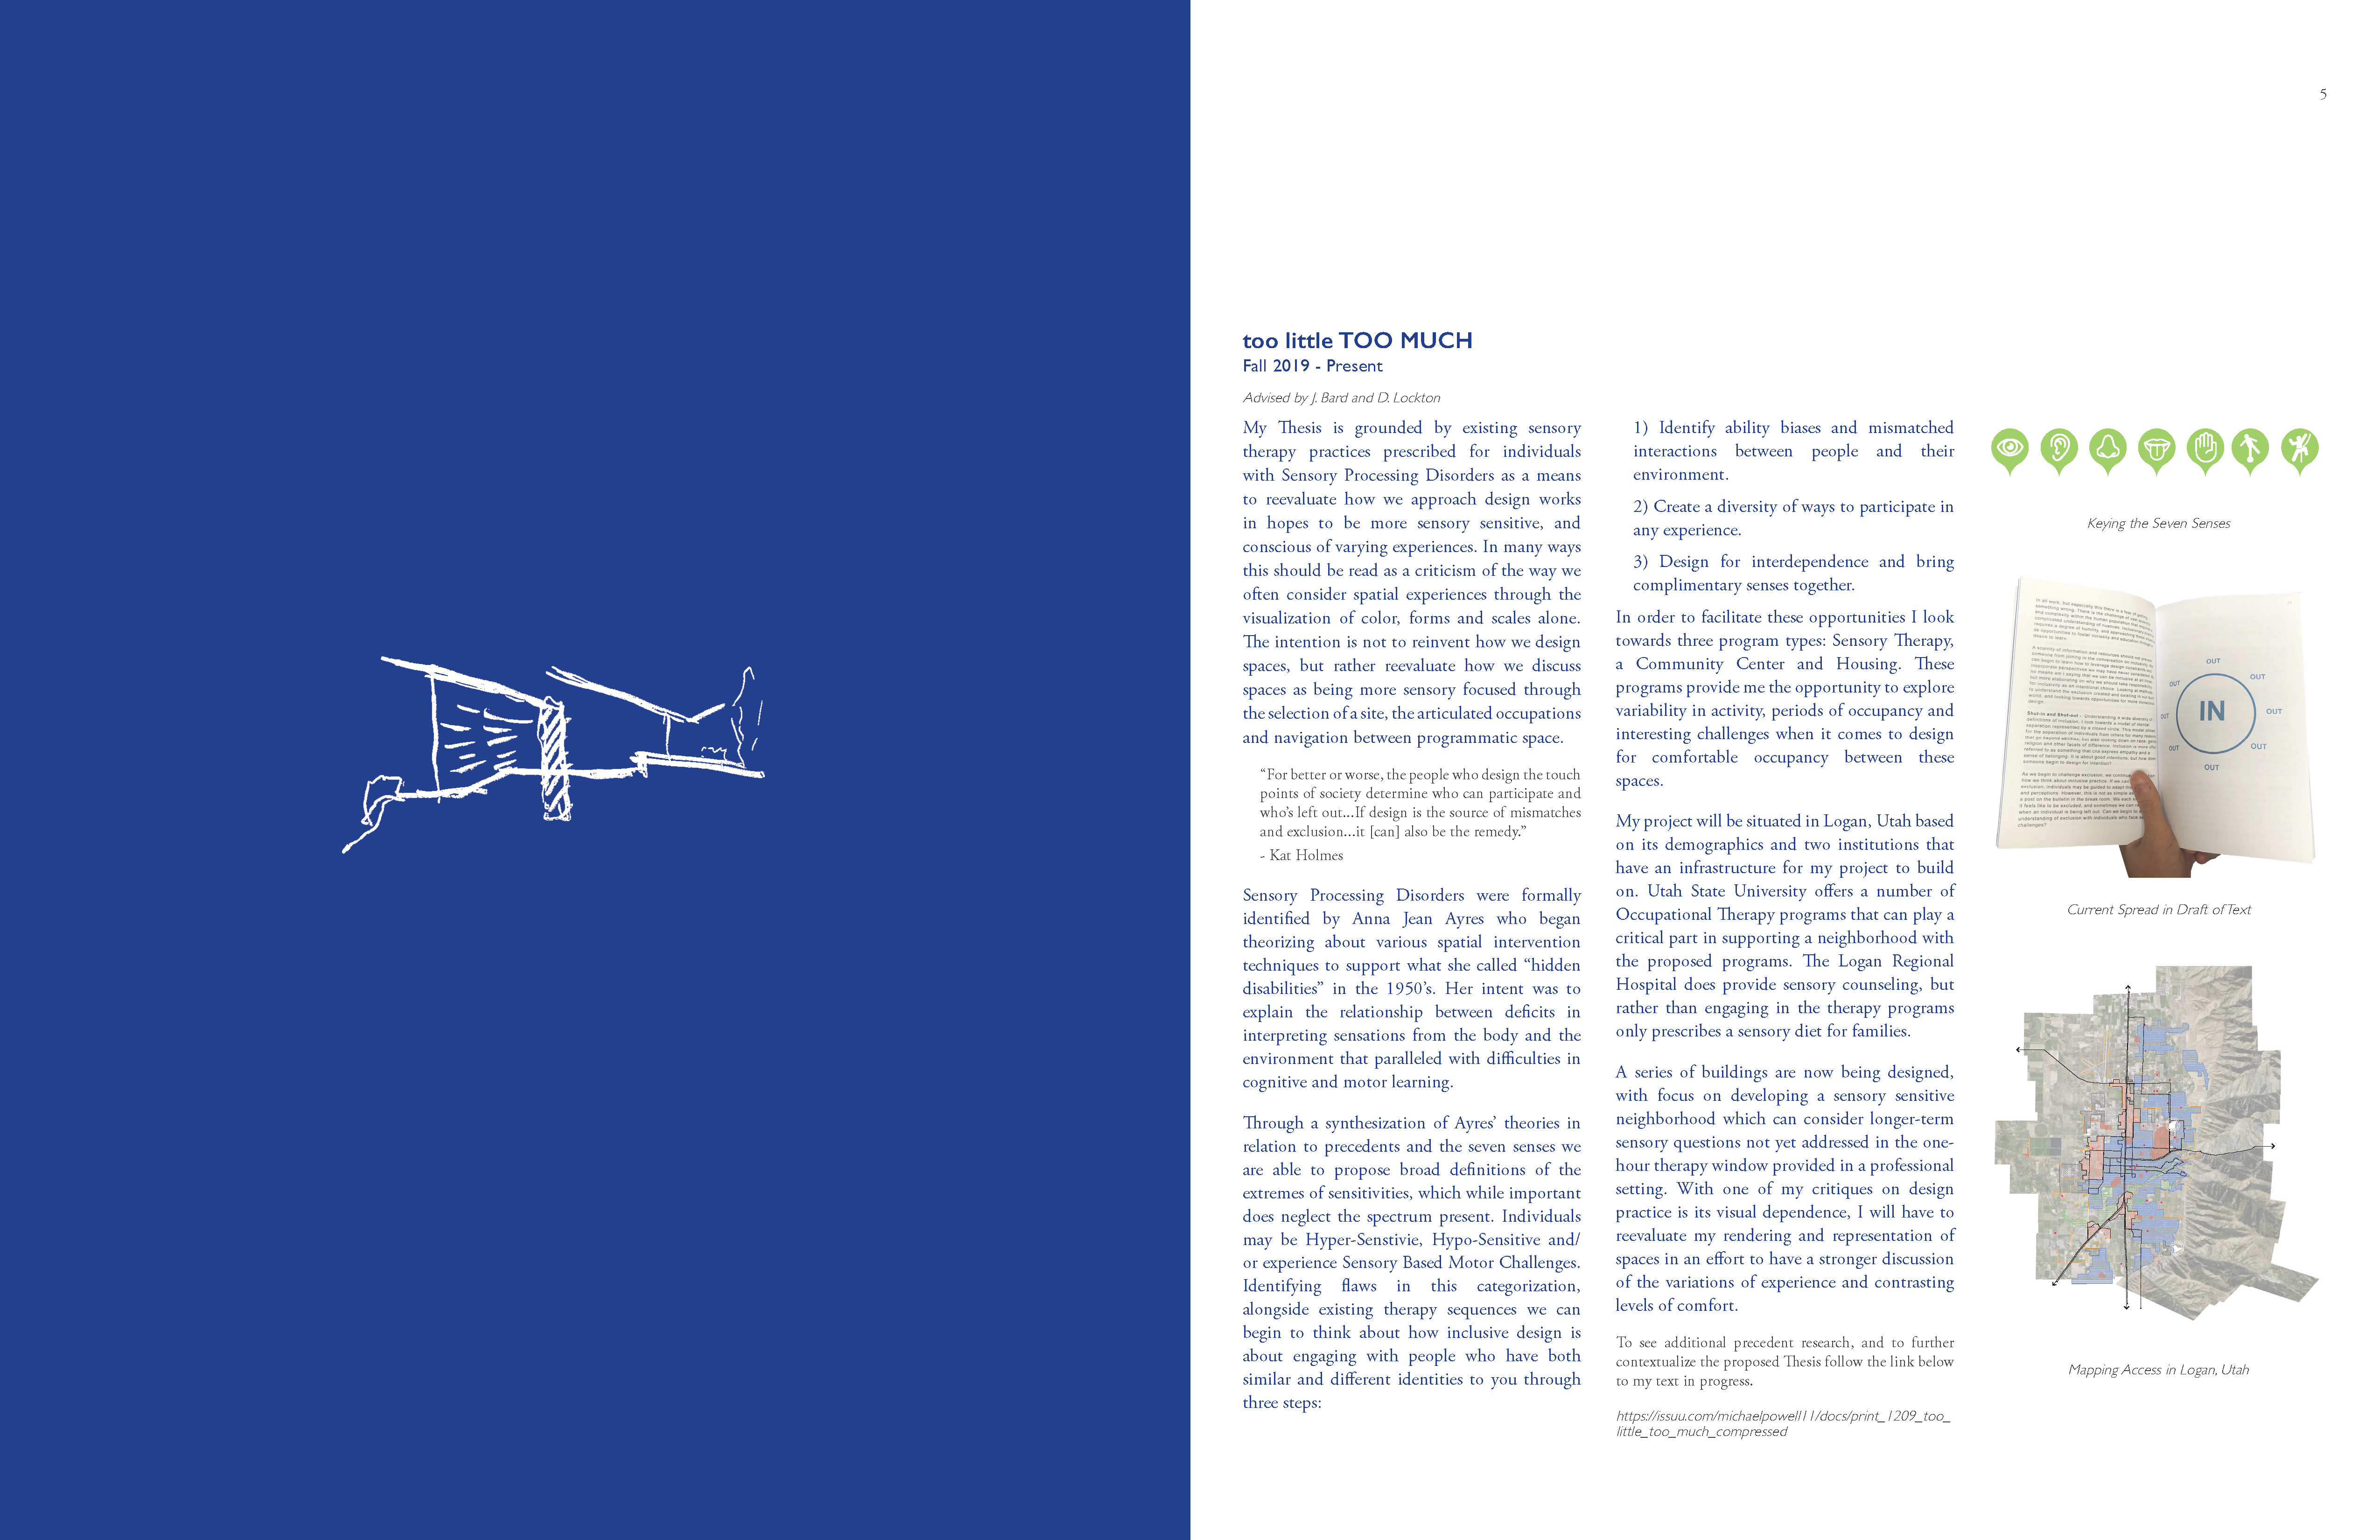 5
too little TOO MUCH
Fall 2019 - Present
Advised by J. Bard and D. Lockton
My Thesis is grounded by existing sensory
therapy practices prescribed for individuals
with Sensory Processing Disorders as a means
to reevaluate how we approach design works
in hopes to be more sensory sensitive, and
conscious of varying experiences. In many ways
this should be read as a criticism of the way we
often consider spatial experiences through the
visualization of color, forms and scales alone.
The intention is not to reinvent how we design
spaces, but rather reevaluate how we discuss
spaces as being more sensory focused through
the selection of a site, the articulated occupations
and navigation between programmatic space.
“For better or worse, the people who design the touch
points of society determine who can participate and
who’s left out...If design is the source of mismatches
and exclusion...it [can] also be the remedy.”
- Kat Holmes
Sensory Processing Disorders were formally
identified by Anna Jean Ayres who began
theorizing about various spatial intervention
techniques to support what she called “hidden
disabilities” in the 1950’s. Her intent was to
explain the relationship between deficits in
interpreting sensations from the body and the
environment that paralleled with difficulties in
cognitive and motor learning.
Through a synthesization of Ayres’ theories in
relation to precedents and the seven senses we
are able to propose broad definitions of the
extremes of sensitivities, which while important
does neglect the spectrum present. Individuals
may be Hyper-Senstivie, Hypo-Sensitive and/
or experience Sensory Based Motor Challenges.
Identifying flaws in this categorization,
alongside existing therapy sequences we can
begin to think about how inclusive design is
about engaging with people who have both
similar and different identities to you through
three steps:
1) Identify ability biases and mismatched
interactions between people and their
environment.
2) Create a diversity of ways to participate in
any experience.
3) Design for interdependence and bring
complimentary senses together.
In order to facilitate these opportunities I look
towards three program types: Sensory Therapy,
a Community Center and Housing. These
programs provide me the opportunity to explore
variability in activity, periods of occupancy and
interesting challenges when it comes to design
for comfortable occupancy between these
spaces.
My project will be situated in Logan, Utah based
on its demographics and two institutions that
have an infrastructure for my project to build
on. Utah State University offers a number of
Occupational Therapy programs that can play a
critical part in supporting a neighborhood with
the proposed programs. The Logan Regional
Hospital does provide sensory counseling, but
rather than engaging in the therapy programs
only prescribes a sensory diet for families.
A series of buildings are now being designed,
with focus on developing a sensory sensitive
neighborhood which can consider longer-term
sensory questions not yet addressed in the one-
hour therapy window provided in a professional
setting. With one of my critiques on design
practice is its visual dependence, I will have to
reevaluate my rendering and representation of
spaces in an effort to have a stronger discussion
of the variations of experience and contrasting
levels of comfort.
To see additional precedent research, and to further
contextualize the proposed Thesis follow the link below
to my text in progress.
https://issuu.com/michaelpowell11/docs/print_1209_too_
little_too_much_compressed
Keying the Seven Senses
OUT
OUT
OUT
IN
OUT
OUT
OUT
OUT
OUT
Current Spread in Draft of Text
Mapping Access in Logan, Utah